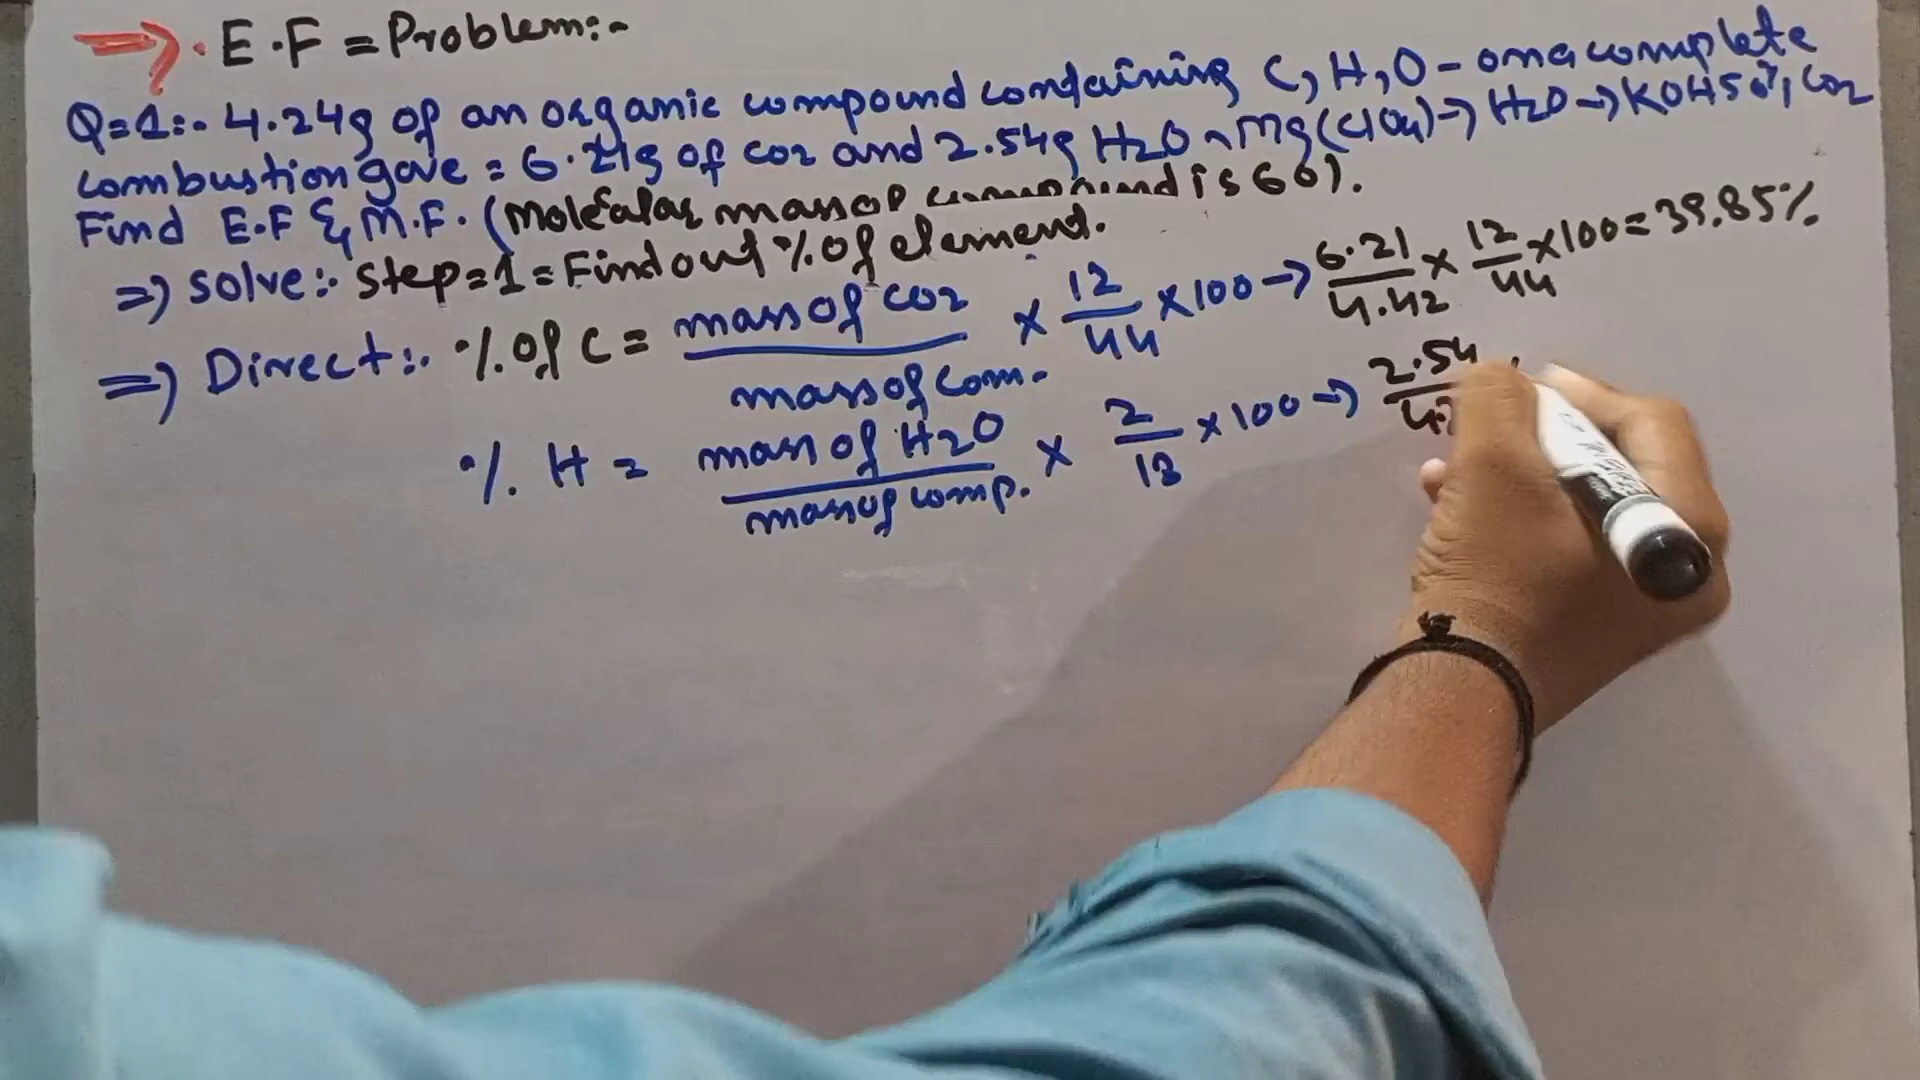 → . E.F = Problem:-
Q=1:- 4.24g of an organic compound containing C, H, O - on a complete
combustion gave = 6.21g of co2 and 2.54g H2O Mg(ClO4) → H2O → KOH 50%, co2
Find E.F & M.F. (Molecular mass of compound is 60).
⇒ solve:- step=1= Find out % of element.
⇒ Direct:- % of C = mass of co2 / mass of com. × 12/44 × 100 → 6.21/4.42 × 12/44 × 100 = 39.85%
% H = mass of H2O / mass of comp. × 2/18 × 100 → 2.54